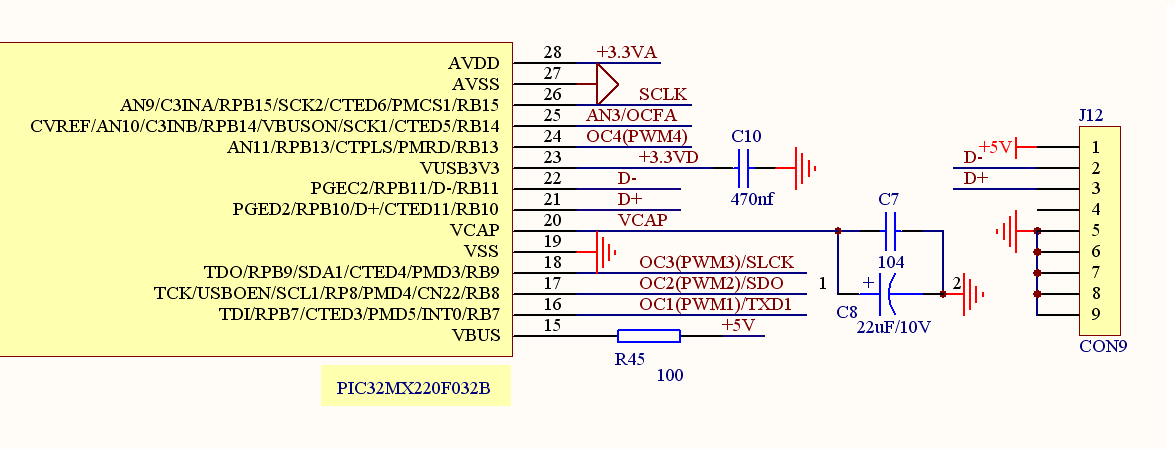 28 +3.3VA
AVDD
27
AVSS
26 SCLK
AN9/C3INA/RPB15/SCK2/CTED6/PMCS1/RB15
25 AN3/OCFA
CVREF/AN10/C3INB/RPB14/VBUSON/SCK1/CTED5/RB14
24 OC4(PWM4)
AN11/RPB13/CTPLS/PMRD/RB13
23 +3.3VD
VUSB3V3
22 D-
PGEC2/RPB11/D-/RB11
21 D+
PGED2/RPB10/D+/CTED11/RB10
20 VCAP
VCAP
19
VSS
18 OC3(PWM3)/SLCK
TDO/RPB9/SDA1/CTED4/PMD3/RB9
17 OC2(PWM2)/SDO
TCK/USBOEN/SCL1/RP8/PMD4/CN22/RB8
16 OC1(PWM1)/TXD1
TDI/RPB7/CTED3/PMD5/INT0/RB7
15 +5V
VBUS
R45
100
PIC32MX220F032B
C10
470nf
C7
104
1 + 2
C8
22uF/10V
J12
+5V 1
D- 2
D+ 3
4
5
6
7
8
9
CON9